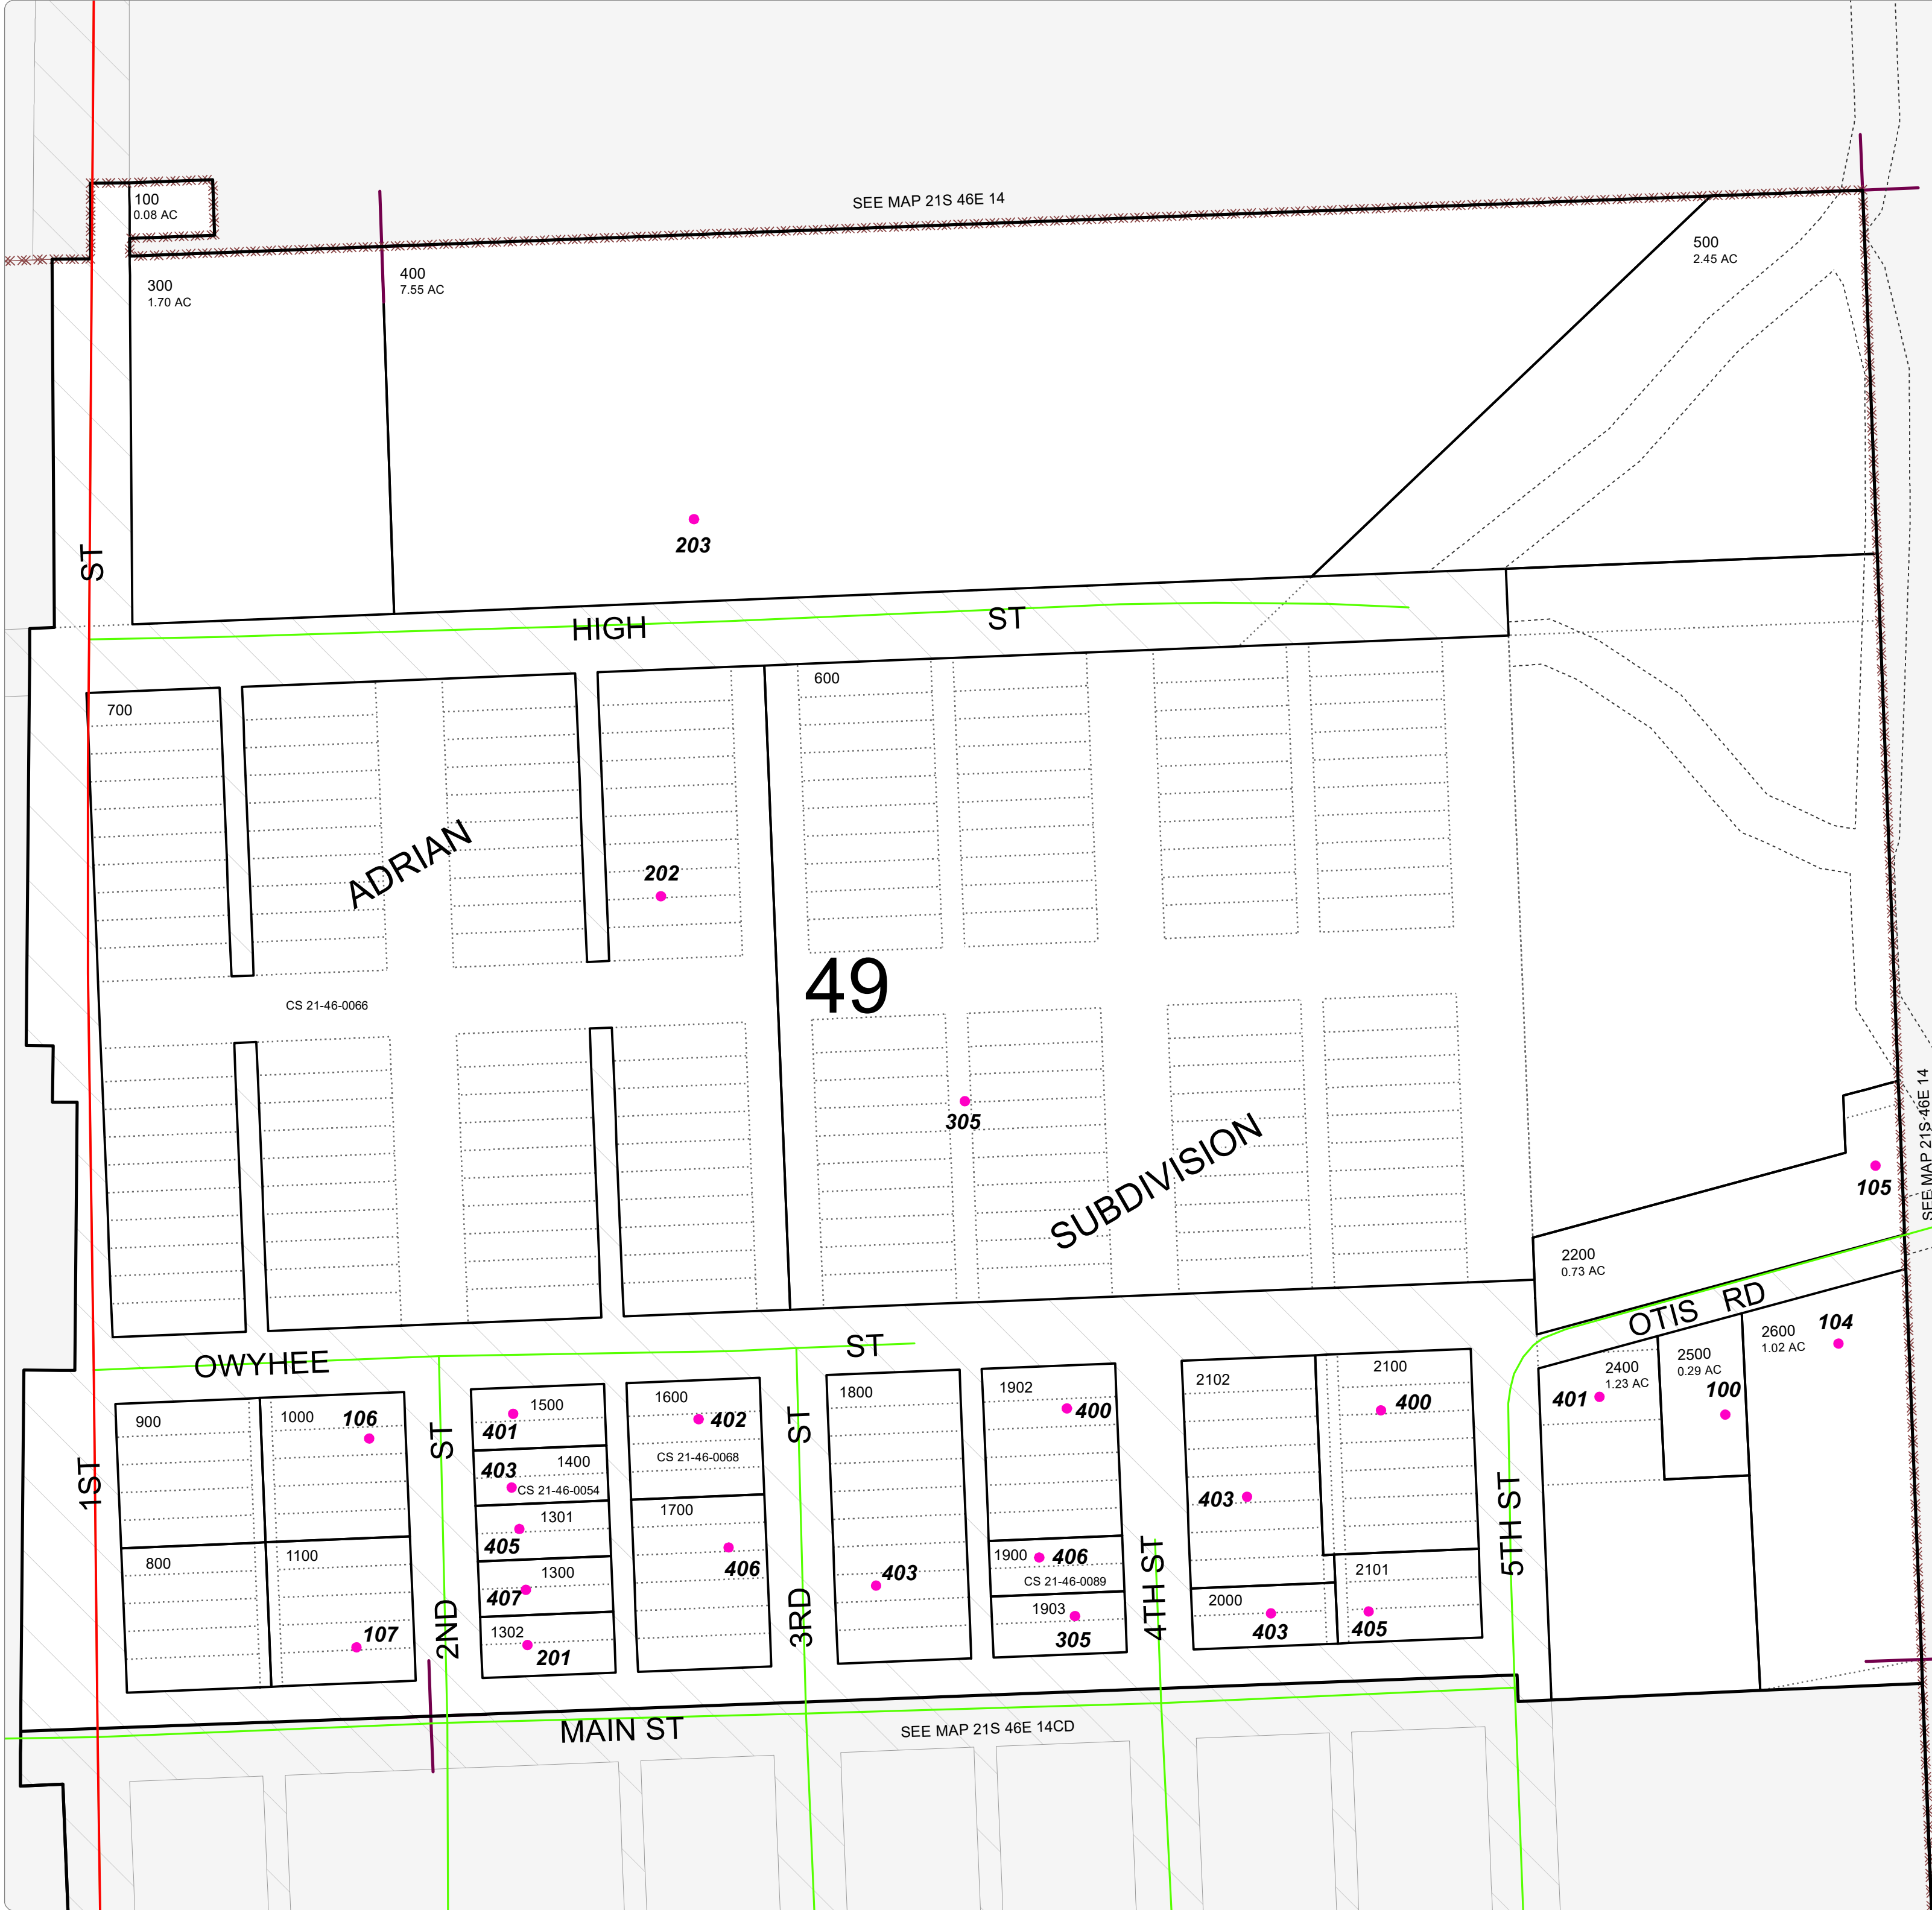 SEE MAP 21S 46E 14
100
0.08 AC
300
1.70 AC
400
7.55 AC
500
2.45 AC
203
ST
HIGH ST
600
700
ADRIAN
202
49
CS 21-46-0066
305
SUBDIVISION
SEE MAP 21S 46E 14
105
2200
0.73 AC
OTIS RD
OWYHEE ST
104
2600
1.02 AC
2500
0.29 AC
100
2400
1.23 AC
401
900
1000
106
1500
401
1600
402
1800
1902
400
2102
2100
400
ST
ST
403
1400
CS 21-46-0054
CS 21-46-0068
1ST
403
5TH ST
1301
405
1700
406
800
1100
1300
407
403
1900
406
CS 21-46-0089
4TH ST
2101
2ND
3RD
1302
201
107
1903
305
2000
403
405
MAIN ST
SEE MAP 21S 46E 14CD